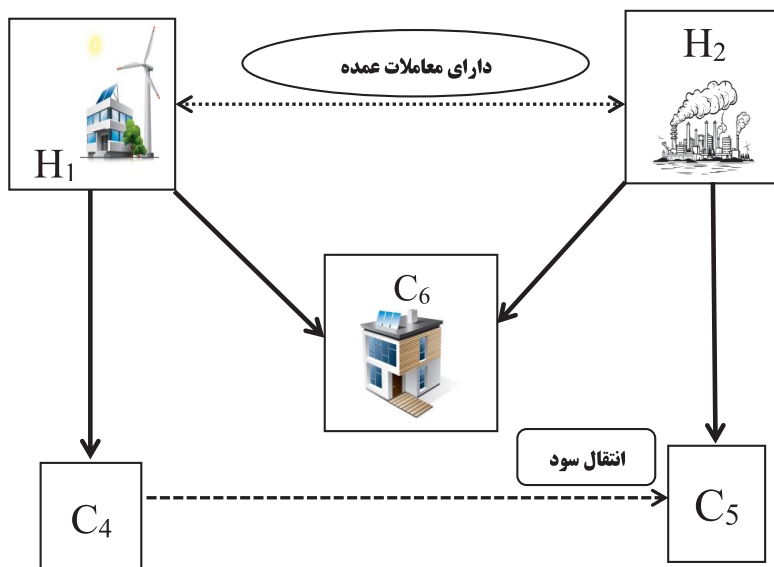 دارای معاملات عمده
H₂
H₁
C₆
انتقال سود
C₄
C₅